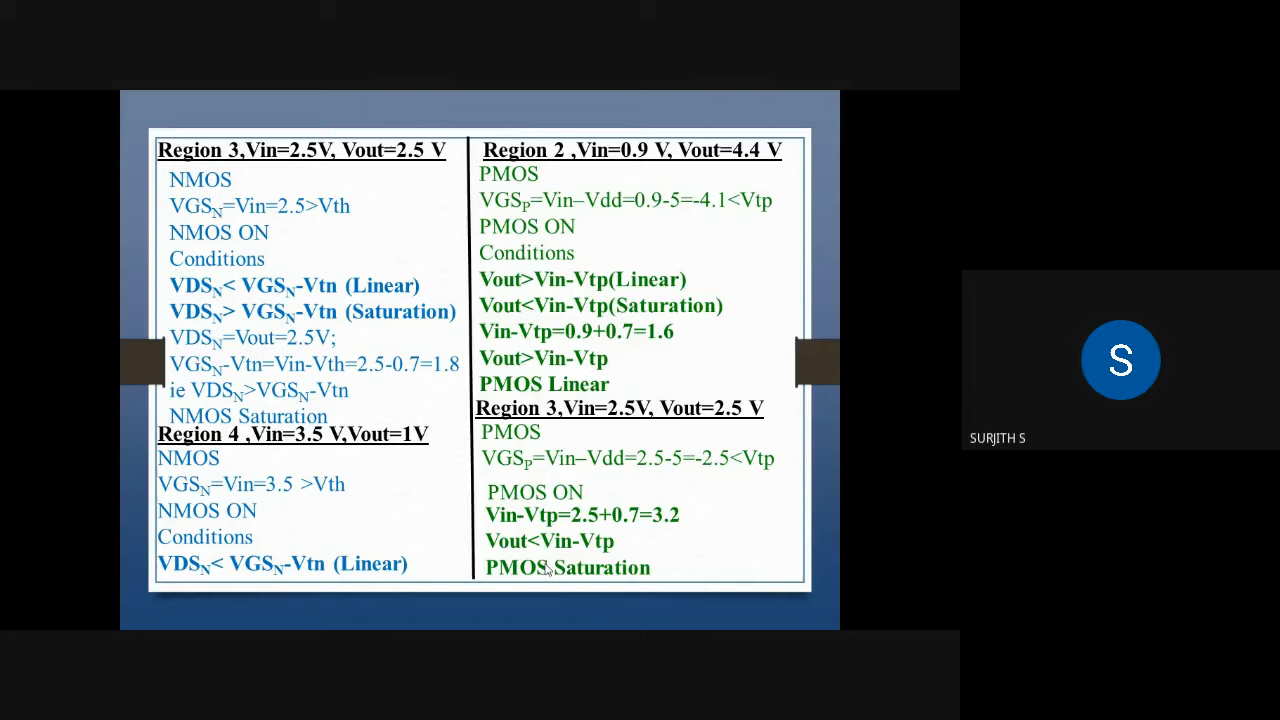 Region 3,Vin=2.5V, Vout=2.5 V
NMOS
VGSN=Vin=2.5>Vth
NMOS ON
Conditions
VDSN< VGSN-Vtn (Linear)
VDSN> VGSN-Vtn (Saturation)
VDSN=Vout=2.5V;
VGSN-Vtn=Vin-Vth=2.5-0.7=1.8
ie VDSN>VGSN-Vtn
NMOS Saturation
Region 4 ,Vin=3.5 V,Vout=1V
NMOS
VGSN=Vin=3.5 >Vth
NMOS ON
Conditions
VDSN< VGSN-Vtn (Linear)
Region 2 ,Vin=0.9 V, Vout=4.4 V
PMOS
VGSP=Vin–Vdd=0.9-5=-4.1<Vtp
PMOS ON
Conditions
Vout>Vin-Vtp(Linear)
Vout<Vin-Vtp(Saturation)
Vin-Vtp=0.9+0.7=1.6
Vout>Vin-Vtp
PMOS Linear
Region 3,Vin=2.5V, Vout=2.5 V
PMOS
VGSP=Vin–Vdd=2.5-5=-2.5<Vtp
PMOS ON
Vin-Vtp=2.5+0.7=3.2
Vout<Vin-Vtp
PMOS Saturation
S
SURJITH S